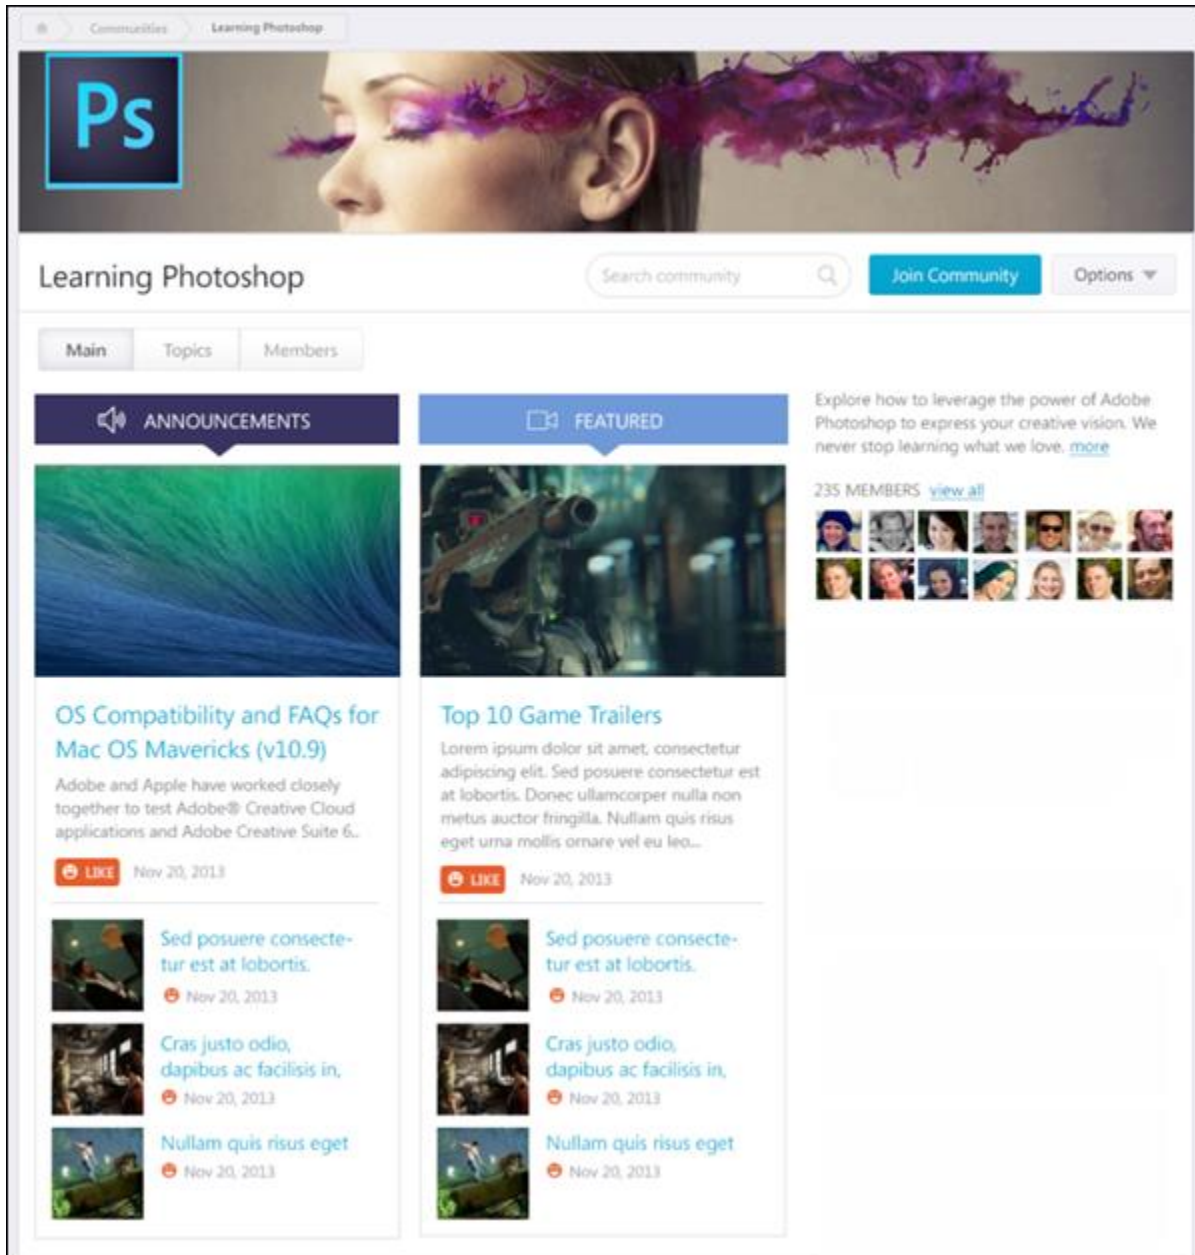 Communities
Learning Photoshop
Ps
Learning Photoshop
Search community
Join Community
Options
Main
Topics
Members
ANNOUNCEMENTS
OS Compatibility and FAQs for
Mac OS Mavericks (v10.9)
Adobe and Apple have worked closely
together to test Adobe® Creative Cloud
applications and Adobe Creative Suite 6..
LIKE Nov 20, 2013
Sed posuere consecte-
tur est at lobortis.
Nov 20, 2013
Cras justo odio,
dapibus ac facilisis in,
Nov 20, 2013
Nullam quis risus eget
Nov 20, 2013
FEATURED
Top 10 Game Trailers
Lorem ipsum dolor sit amet, consectetur
adipiscing elit. Sed posuere consectetur est
at lobortis. Donec ullamcorper nulla non
metus auctor fringilla. Nullam quis risus
eget urna mollis ornare vel eu leo...
LIKE Nov 20, 2013
Sed posuere consecte-
tur est at lobortis.
Nov 20, 2013
Cras justo odio,
dapibus ac facilisis in,
Nov 20, 2013
Nullam quis risus eget
Nov 20, 2013
Explore how to leverage the power of Adobe
Photoshop to express your creative vision. We
never stop learning what we love. more
235 MEMBERS view all